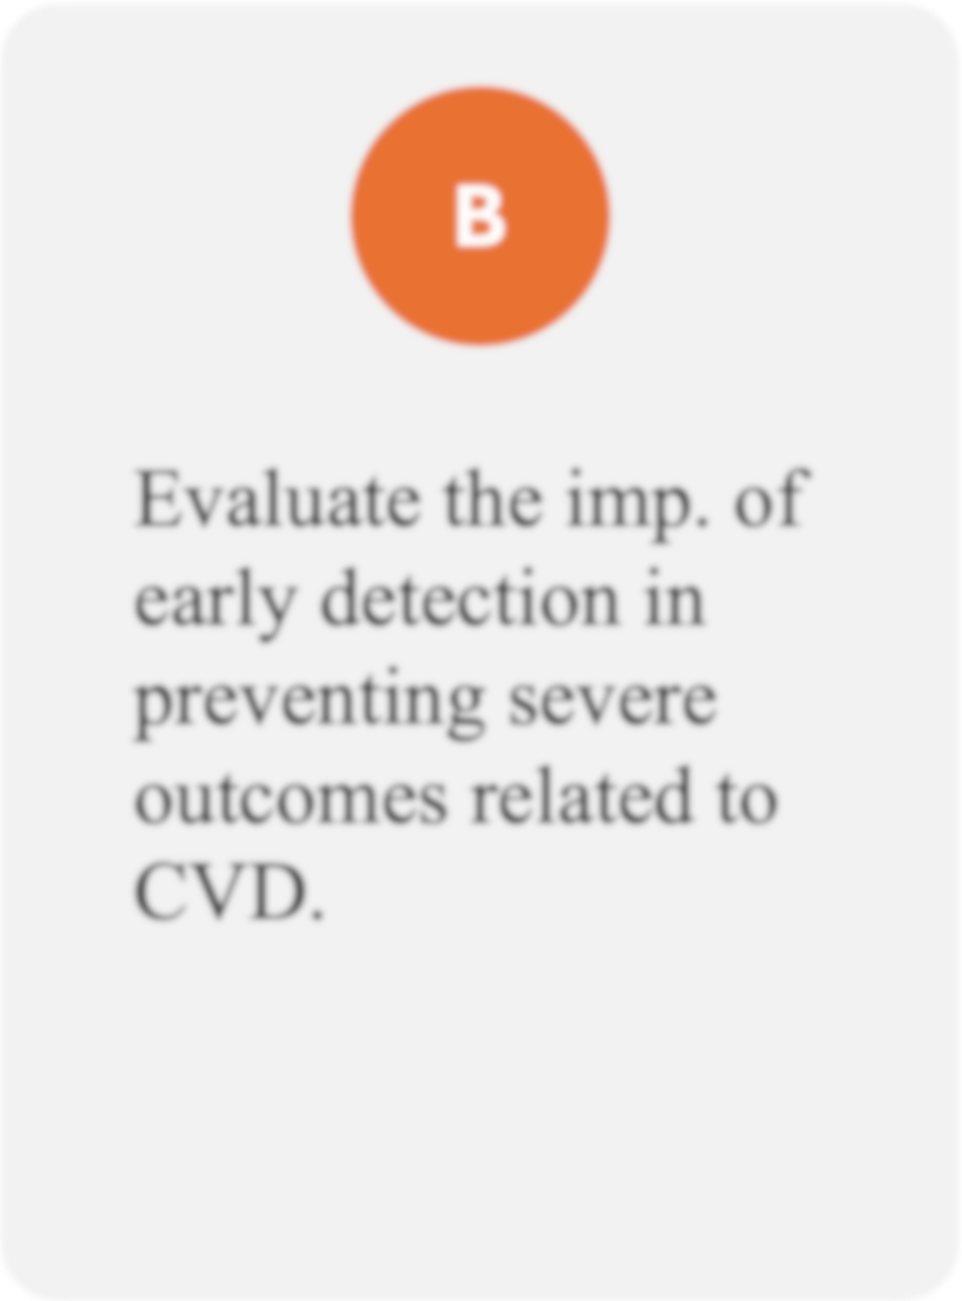 B
Evaluate the imp. of
early detection in
preventing severe
outcomes related to
CVD.